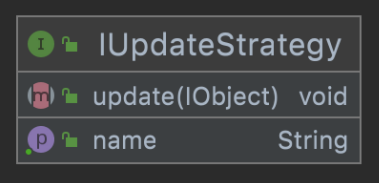 I IUpdateStrategy
m update(IObject) void
p name String